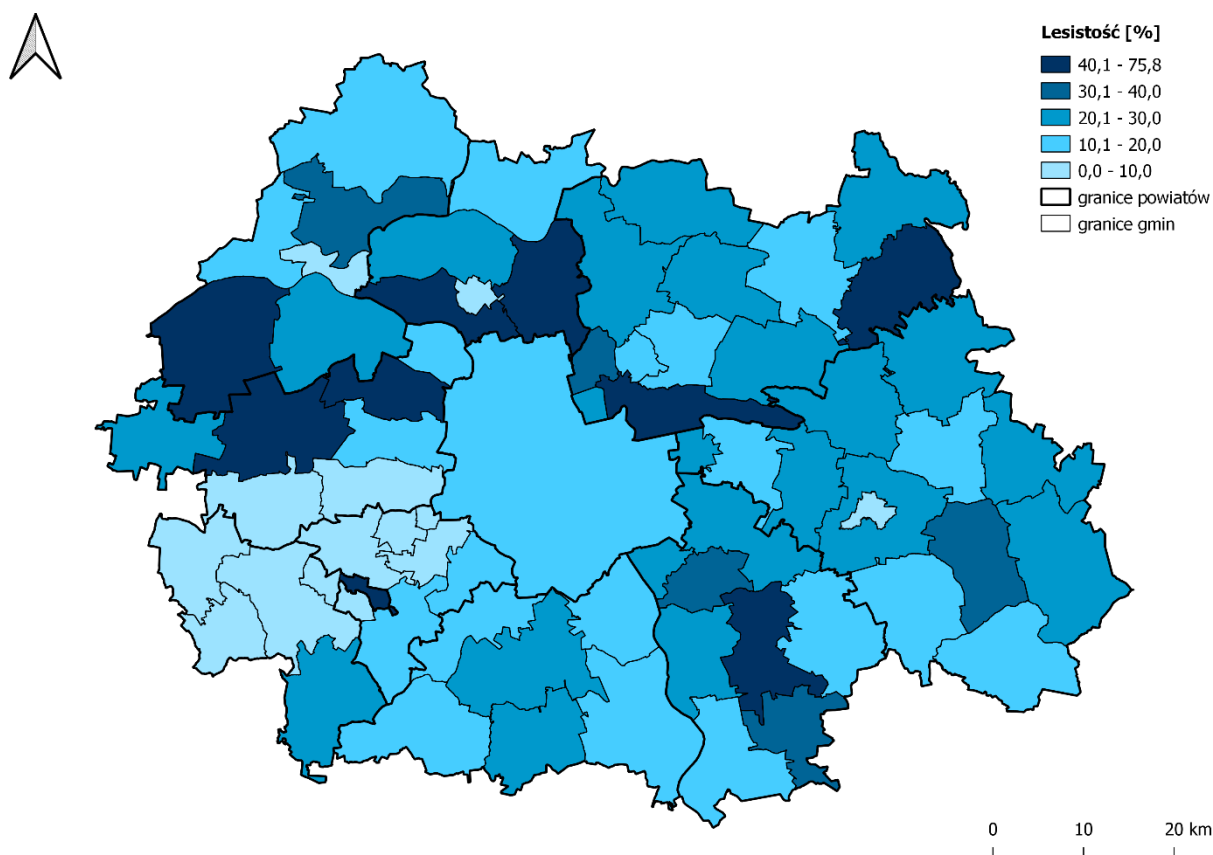 Lesistość [%]
40,1 - 75,8
30,1 - 40,0
20,1 - 30,0
10,1 - 20,0
0,0 - 10,0
granice powiatów
granice gmin
0 10 20 km